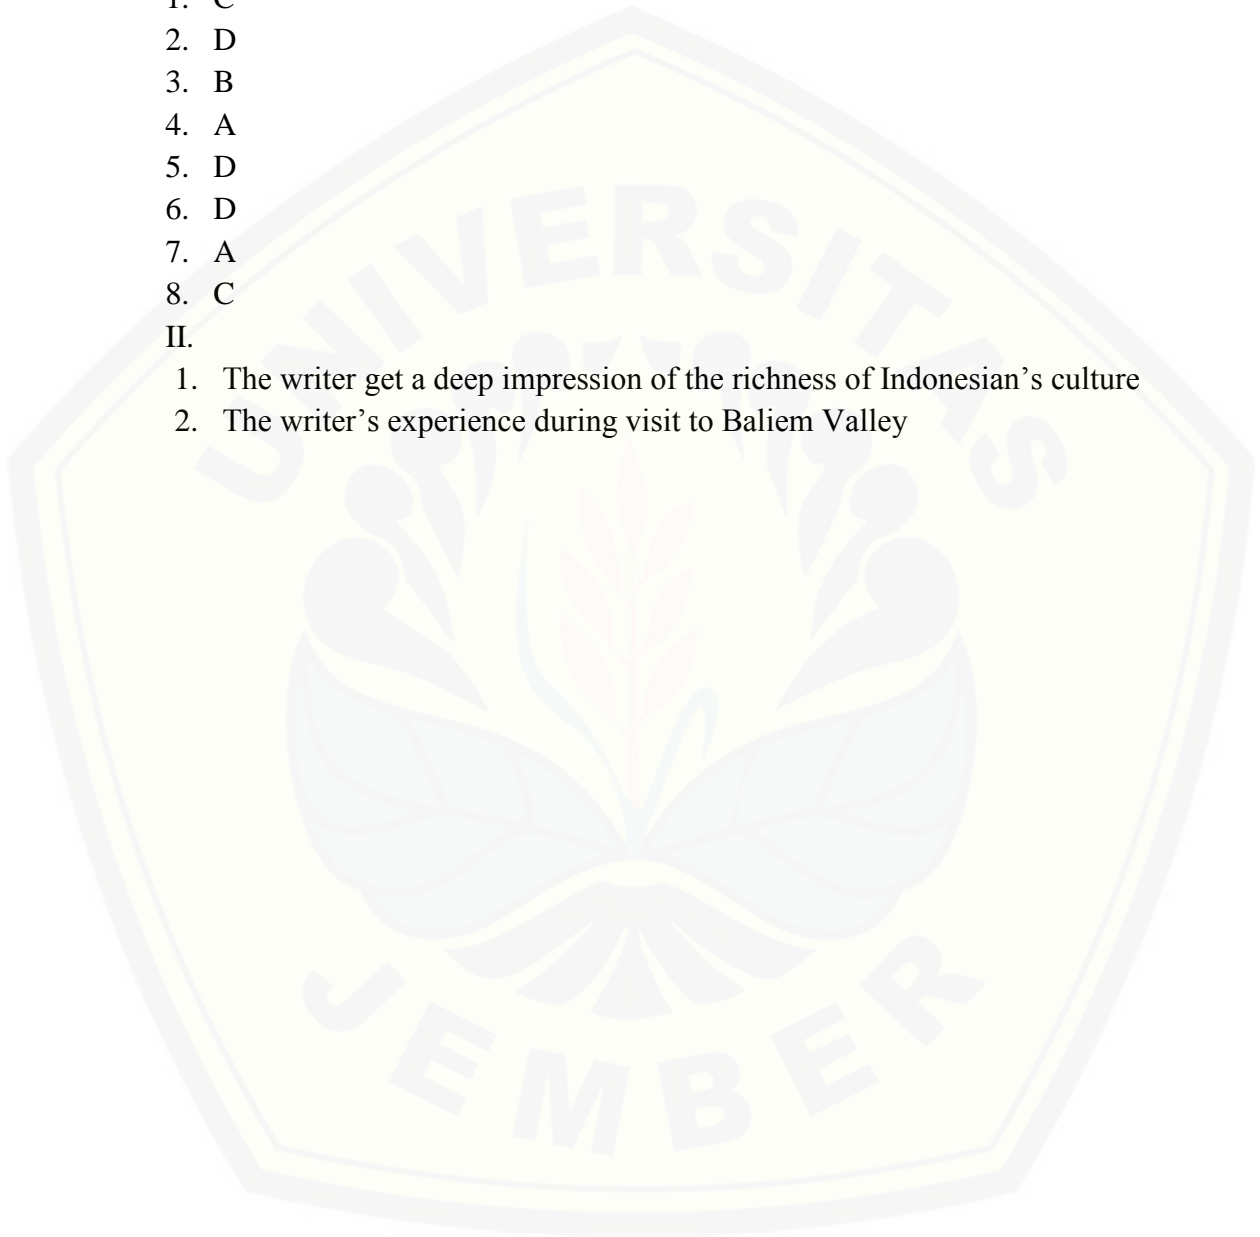 1. C
2. D
3. B
4. A
5. D
6. D
7. A
8. C
II.
1. The writer get a deep impression of the richness of Indonesian’s culture
2. The writer’s experience during visit to Baliem Valley
UNIVERSITAS
JEMBER